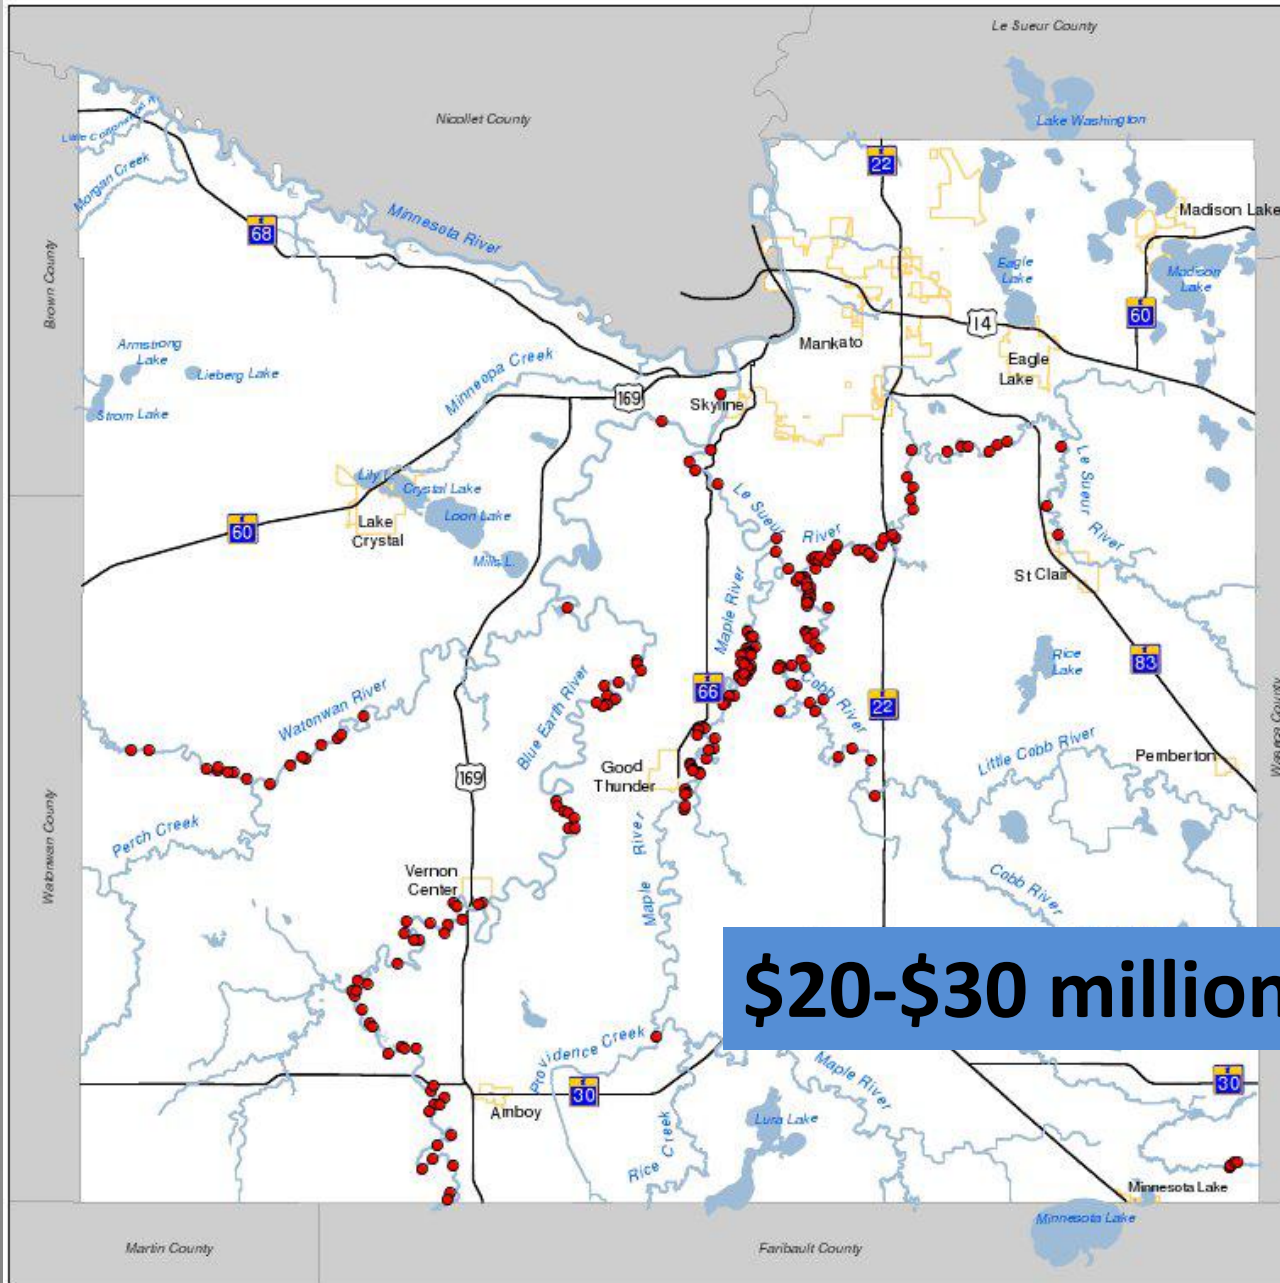 Le Sueur County
Nicollet County
Lake Washington
Little Cottonwood R.
Morgan Creek
22
Madison Lake
68
Minnesota River
Brown County
Eagle
Lake
Madison
Lake
60
14
Mankato
Armstrong
Lake
Lieberg Lake
Minneopa Creek
Eagle
Lake
169
Skyline
Strom Lake
Lily L.
Crystal Lake
Le Sueur
River
Loon Lake
60
Lake
Crystal
Le Sueur
River
Mills L.
St Clair
Maple River
Rice
Lake
83
66
Cobb River
22
Watonwan River
Blue Earth River
Little Cobb River
Pemberton
169
Good
Thunder
Perch Creek
Watonwan County
Maple
River
Vernon
Center
Cobb River
$20-$30 million
Providence Creek
Maple River
30
30
Amboy
Lura Lake
Rice Creek
Minnesota Lake
Minnesota Lake
Martin County
Faribault County